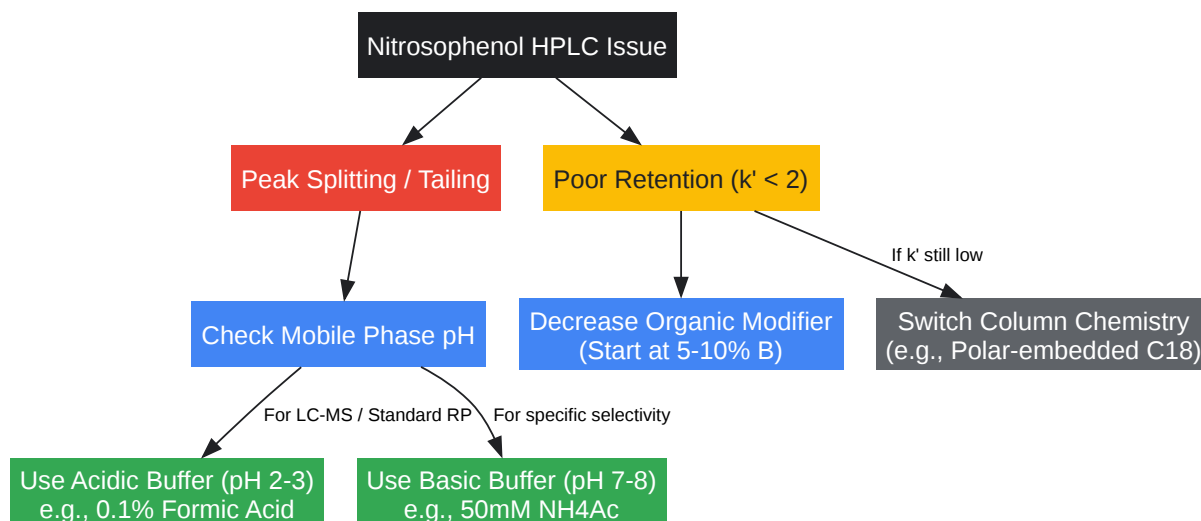 Nitrosophenol HPLC Issue
Peak Splitting / Tailing
Poor Retention (k' < 2)
If k' still low
Check Mobile Phase pH
Decrease Organic Modifier
(Start at 5-10% B)
Switch Column Chemistry
(e.g., Polar-embedded C18)
For LC-MS / Standard RP
For specific selectivity
Use Acidic Buffer (pH 2-3)
e.g., 0.1% Formic Acid
Use Basic Buffer (pH 7-8)
e.g., 50mM NH4Ac